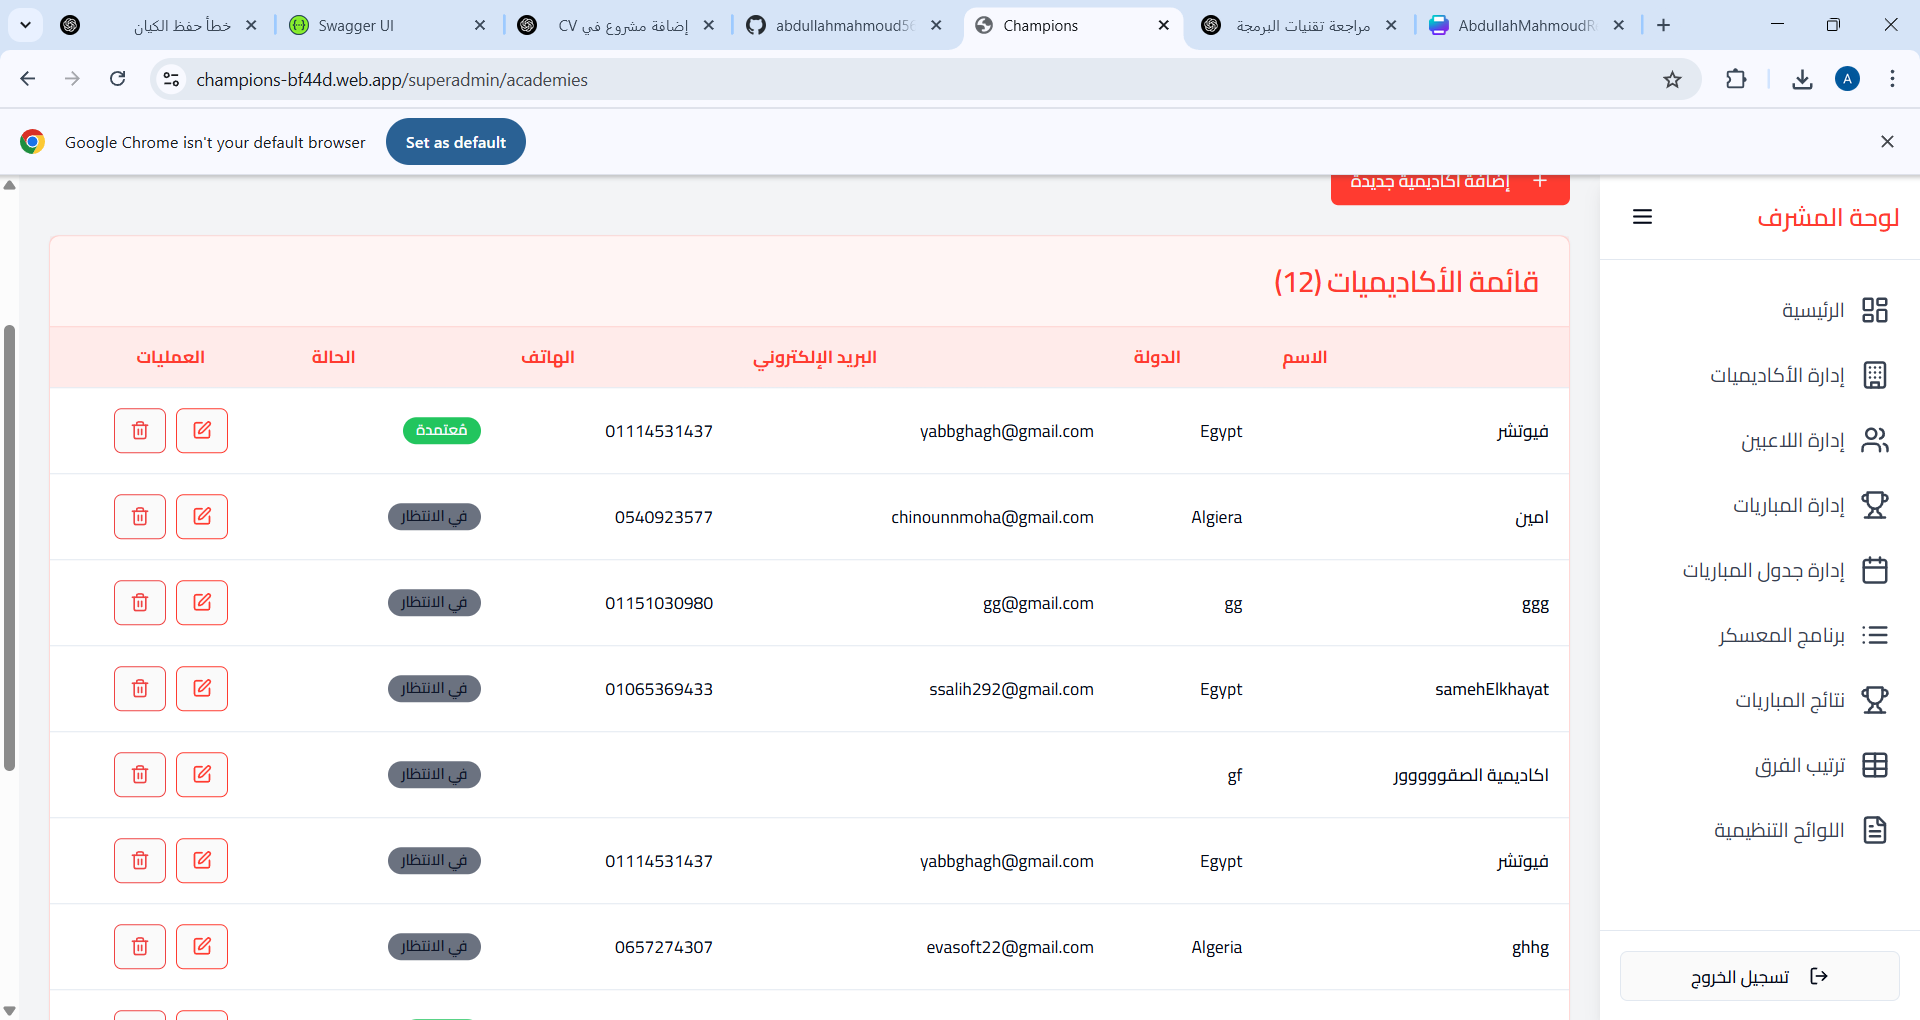 خطأ حفظ الكيان
Swagger UI
إضافة مشروع في CV
abdullahmahmoud56
Champions
مراجعة تقنيات البرمجة
AbdullahMahmoudR
champions-bf44d.web.app/superadmin/academies
A
Google Chrome isn't your default browser
Set as default
إضافة أكاديمية جديدة
لوحة المشرف
الرئيسية
إدارة الأكاديميات
إدارة اللاعبين
إدارة المباريات
إدارة جدول المباريات
برنامج المعسكر
نتائج المباريات
ترتيب الفرق
اللوائح التنظيمية
تسجيل الخروج
قائمة الأكاديميات (12)
الاسم الدولة البريد الإلكتروني الهاتف الحالة العمليات
فيوتشر Egypt yabbghagh@gmail.com 01114531437 مُعتمدة
امين Algiera chinounnmoha@gmail.com 0540923577 في الانتظار
ggg gg gg@gmail.com 01151030980 في الانتظار
samehElkhayat Egypt ssalih292@gmail.com 01065369433 في الانتظار
اكاديمية الصقوووور gf في الانتظار
فيوتشر Egypt yabbghagh@gmail.com 01114531437 في الانتظار
ghhg Algeria evasoft22@gmail.com 0657274307 في الانتظار